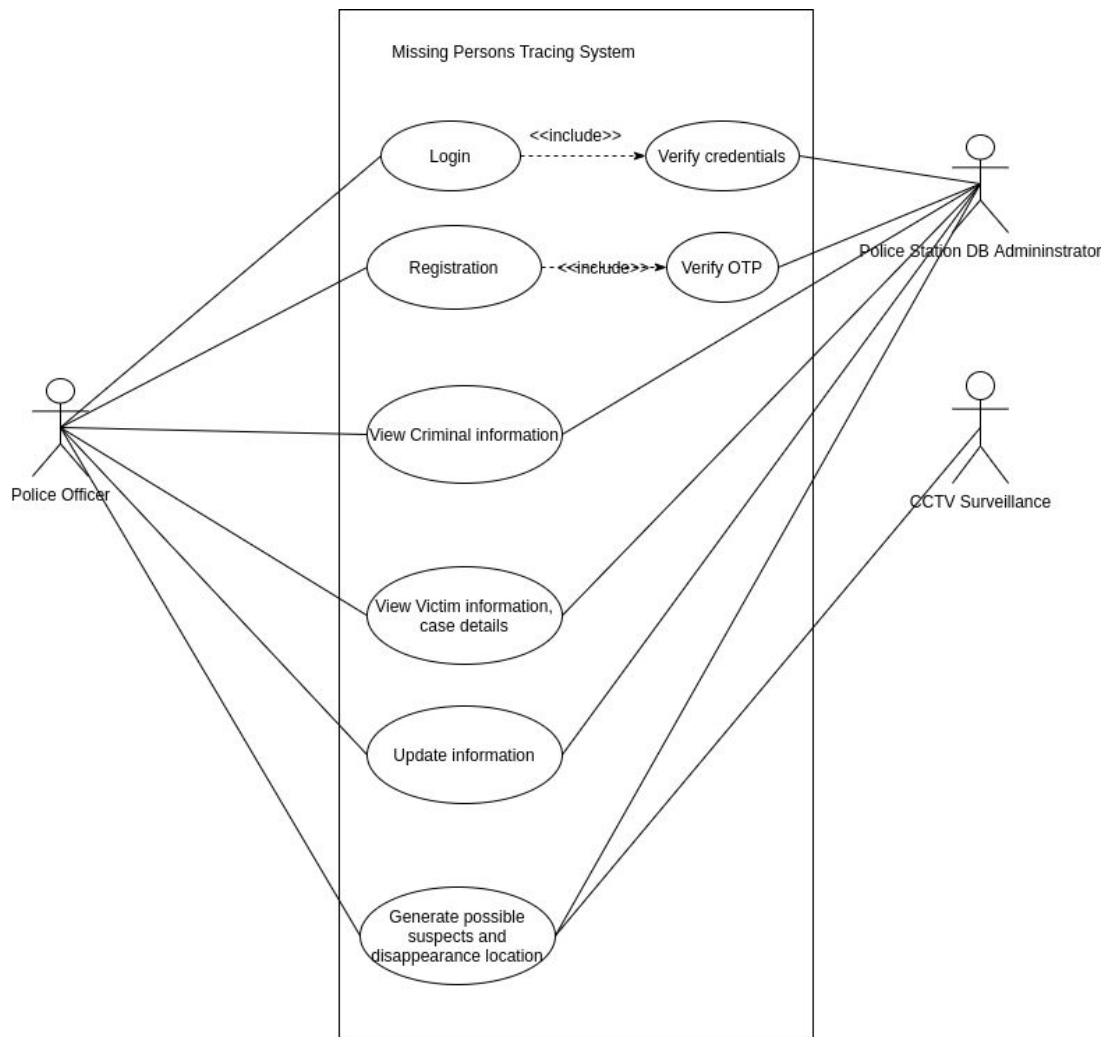 Missing Persons Tracing System
<<include>>
Login
Verify credentials
Police Station DB Admininstrator
Registration
<<include>>
Verify OTP
View Criminal information
Police Officer
CCTV Surveillance
View Victim information,
case details
Update information
Generate possible
suspects and
disappearance location